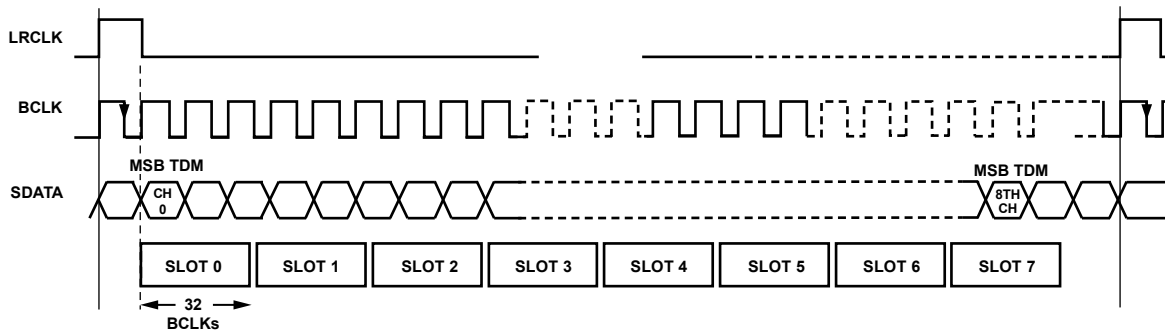 LRCLK
BCLK
MSB TDM
MSB TDM
SDATA
CH
0
8TH
CH
SLOT 0
SLOT 1
SLOT 2
SLOT 3
SLOT 4
SLOT 5
SLOT 6
SLOT 7
32
BCLKs